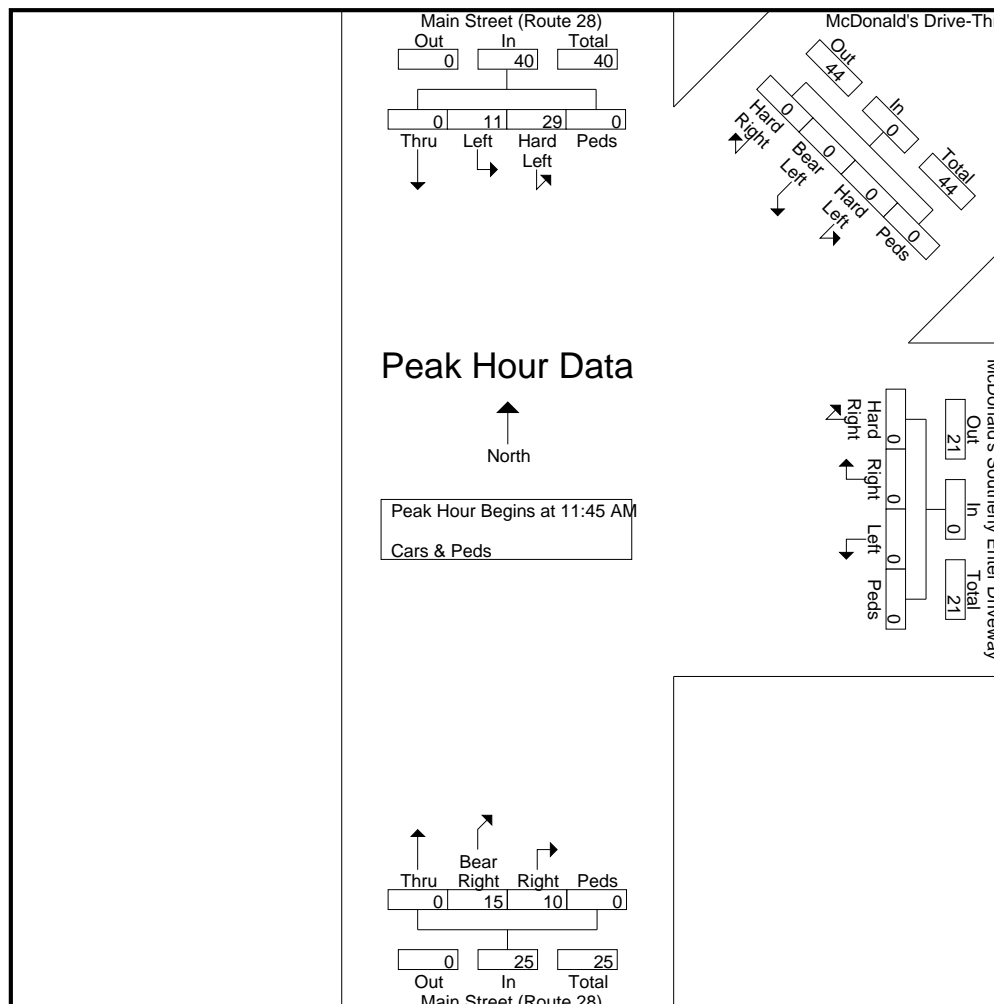 Main Street (Route 28)
Out In Total
0 40 40
0 11 29 0
Thru Left Hard Left Peds
McDonald's Drive-Th
Out In Total
44 0 44
0 0 0 0
Hard Right Bear Left Hard Left Peds
Peak Hour Data
North
Peak Hour Begins at 11:45 AM
Cars & Peds
McDonald's Southerly Enter Driveway
Out In Total
21 0 21
0 0 0 0
Hard Right Right Left Peds
Thru Bear Right Right Peds
0 15 10 0
0 25 25
Out In Total
Main Street (Route 28)